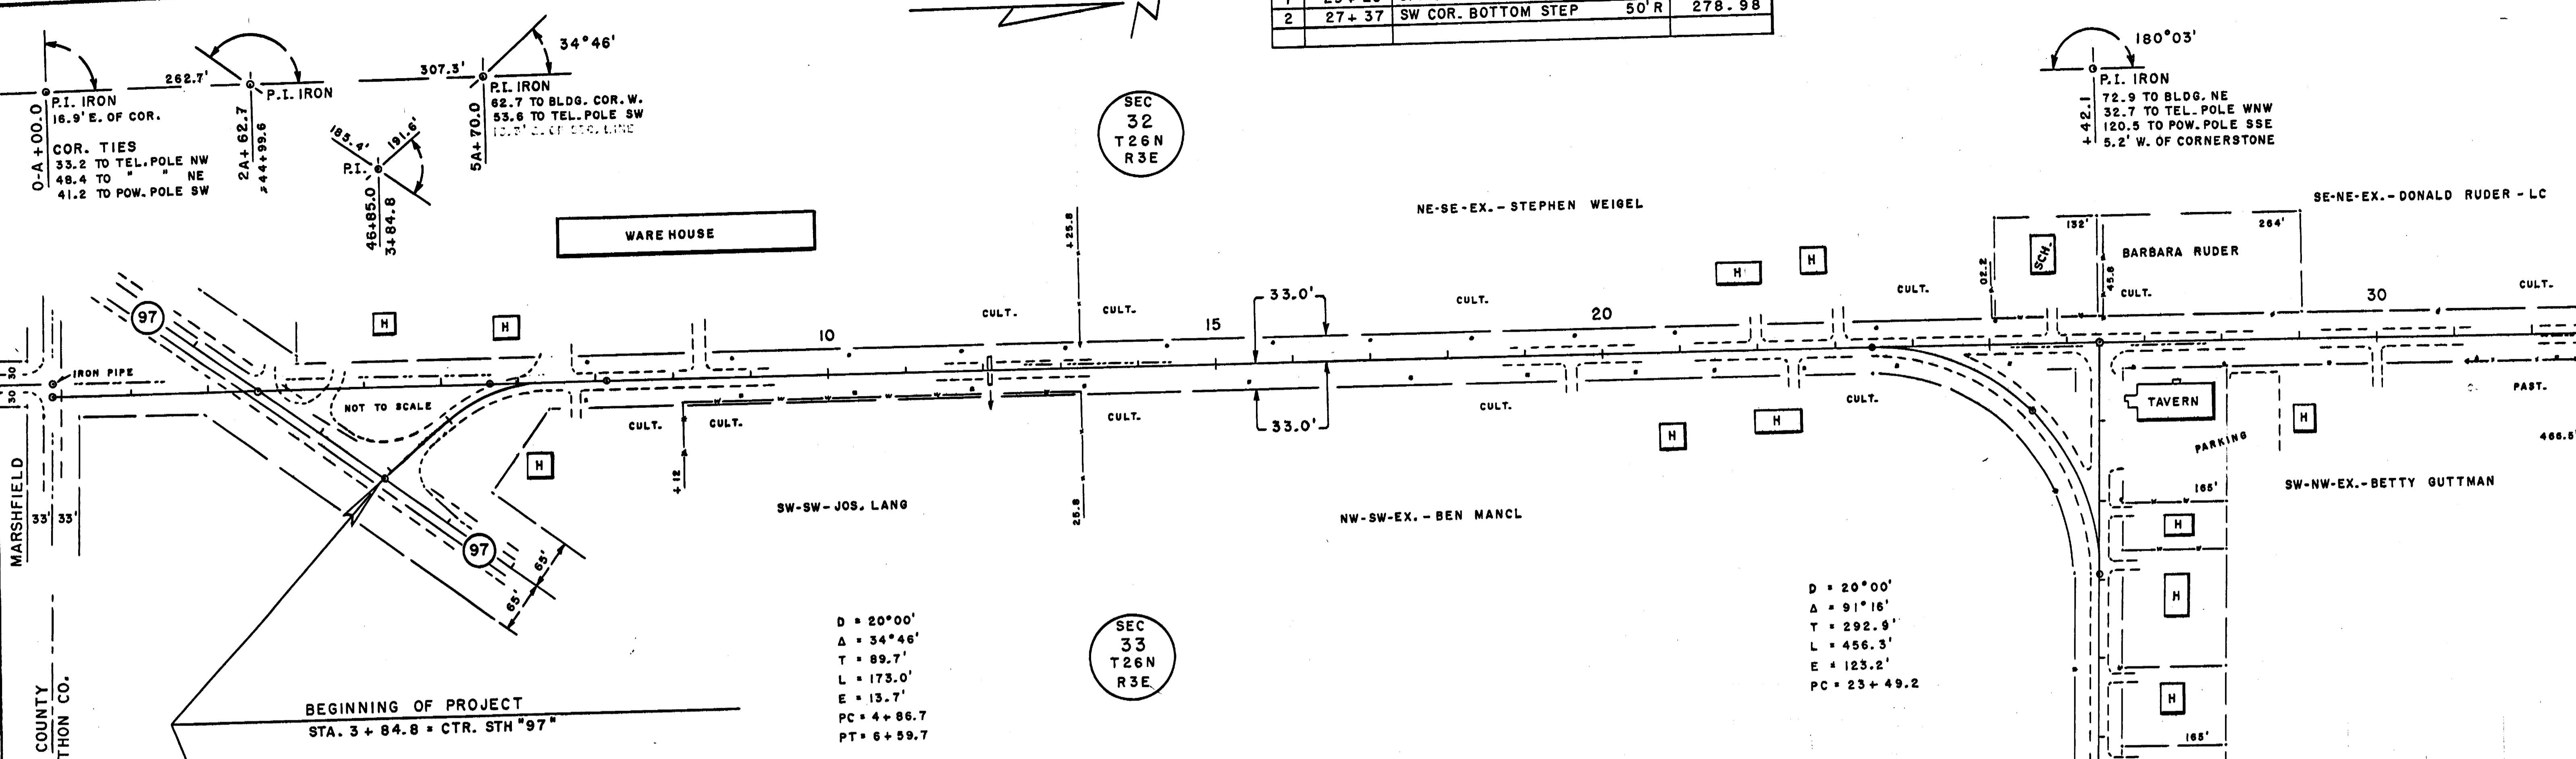 2 27+37 SW COR. BOTTOM STEP 50'R 278.98
34°46'
180°03'
262.7'
307.3'
P.I. IRON
16.9' E. OF COR.
COR. TIES
33.2 TO TEL. POLE NW
48.4 TO " " NE
41.2 TO POW. POLE SW
0-A+00.0
P.I. IRON
2A+62.7
=44+99.6
P.I. IRON
62.7 TO BLDG. COR. W.
53.6 TO TEL. POLE SW
5A+70.0
185.4'
191.6'
P.I.
46+85.0
3+84.8
SEC
32
T26N
R3E
P.I. IRON
72.9 TO BLDG. NE
32.7 TO TEL. POLE WNW
120.5 TO POW. POLE SSE
5.2' W. OF CORNERSTONE
+42.1
WAREHOUSE
+25.8
NE-SE-EX.-STEPHEN WEIGEL
SE-NE-EX.-DONALD RUDER-LC
132'
264'
SCH.
BARBARA RUDER
02.2
45.8
H
H
CULT.
CULT.
CULT.
CULT.
CULT.
CULT.
97
H
H
10
15
20
30
33.0'
33.0'
IRON PIPE
30
30
NOT TO SCALE
CULT.
CULT.
CULT.
CULT.
CULT.
PAST.
TAVERN
PARKING
H
H
H
H
466.5'
+12
25.8
SW-SW-JOS. LANG
NW-SW-EX.-BEN MANCL
SW-NW-EX.-BETTY GUTTMAN
165'
H
H
H
165'
MARSHFIELD
33' 33'
97
65'
65'
COUNTY
THON CO.
BEGINNING OF PROJECT
STA. 3+84.8 = CTR. STH "97"
D = 20°00'
Δ = 34°46'
T = 89.7'
L = 173.0'
E = 13.7'
PC = 4+86.7
PT = 6+59.7
SEC
33
T26N
R3E
D = 20°00'
Δ = 91°16'
T = 292.9'
L = 456.3'
E = 123.2'
PC = 23+49.2